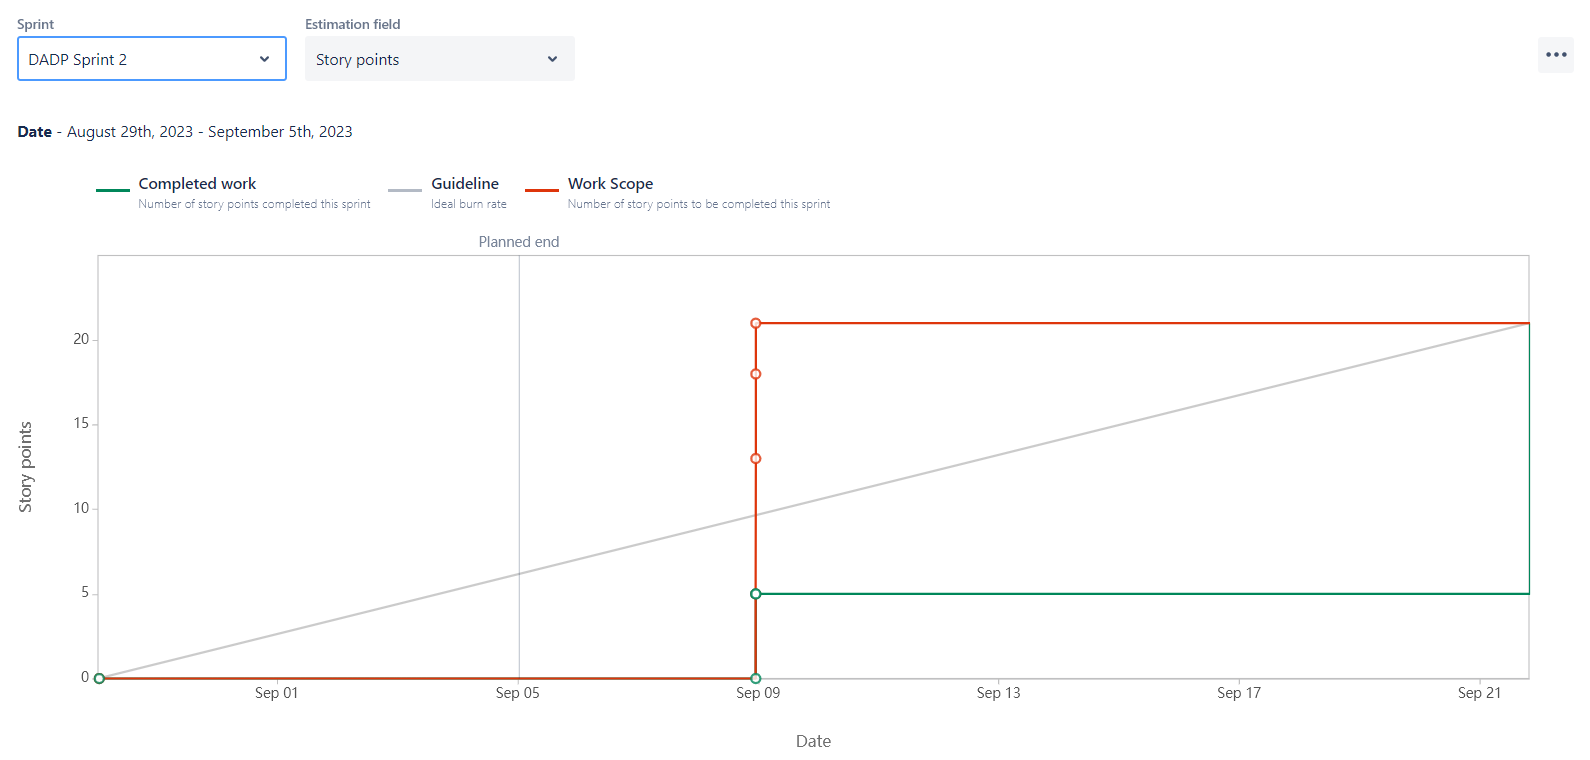 Sprint
Estimation field
DADP Sprint 2
Story points
Date - August 29th, 2023 - September 5th, 2023
Completed work
Number of story points completed this sprint
Guideline
Ideal burn rate
Work Scope
Number of story points to be completed this sprint
Planned end
Story points
20
15
10
5
0
Sep 01
Sep 05
Sep 09
Sep 13
Sep 17
Sep 21
Date